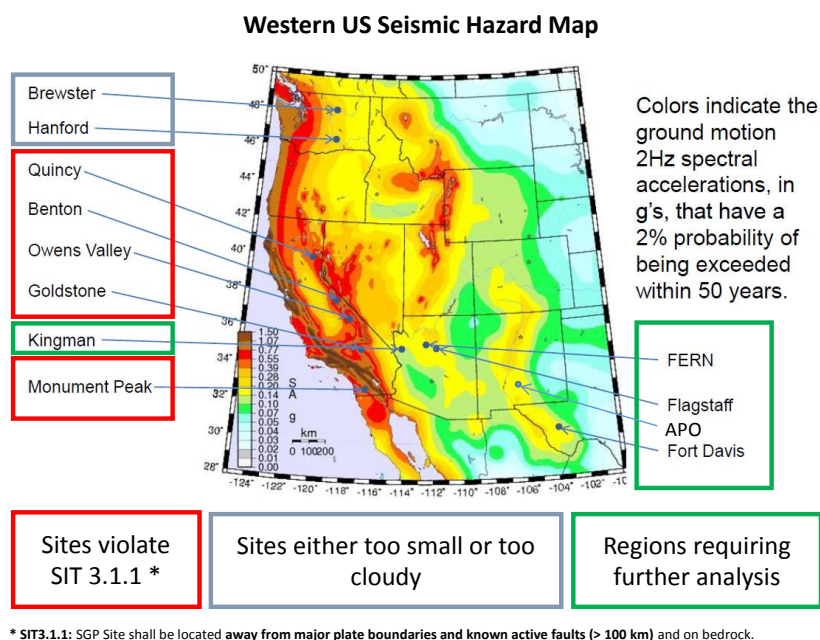 Western US Seismic Hazard Map
Brewster
Hanford
Quincy
Benton
Owens Valley
Goldstone
Kingman
Monument Peak
50°
48°
46°
44°
42°
40°
38°
36°
34°
32°
30°
28°
-124°
-122°
-120°
-118°
-116°
-114°
-112°
-110°
-108°
-106°
-104°
-102°
-10
1.50
1.07
0.77
0.55
0.39
0.28
0.20
0.14
0.10
0.07
0.05
0.04
0.03
0.02
0.01
0.00
S
A
g
km
0 100200
Colors indicate the
ground motion
2Hz spectral
accelerations, in
g's, that have a
2% probability of
being exceeded
within 50 years.
FERN
Flagstaff
APO
Fort Davis
Sites violate
SIT 3.1.1 *
Sites either too small or too
cloudy
Regions requiring
further analysis
* SIT3.1.1: SGP Site shall be located away from major plate boundaries and known active faults (> 100 km) and on bedrock.